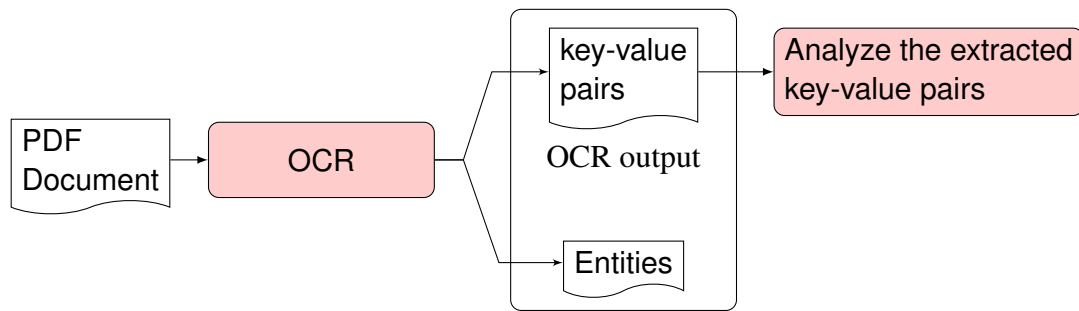 PDF
Document
OCR
key-value
pairs
OCR output
Entities
Analyze the extracted
key-value pairs